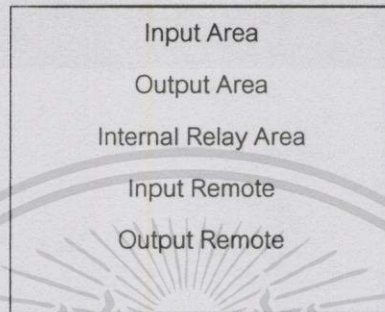 Input Area
Output Area
Internal Relay Area
Input Remote
Output Remote